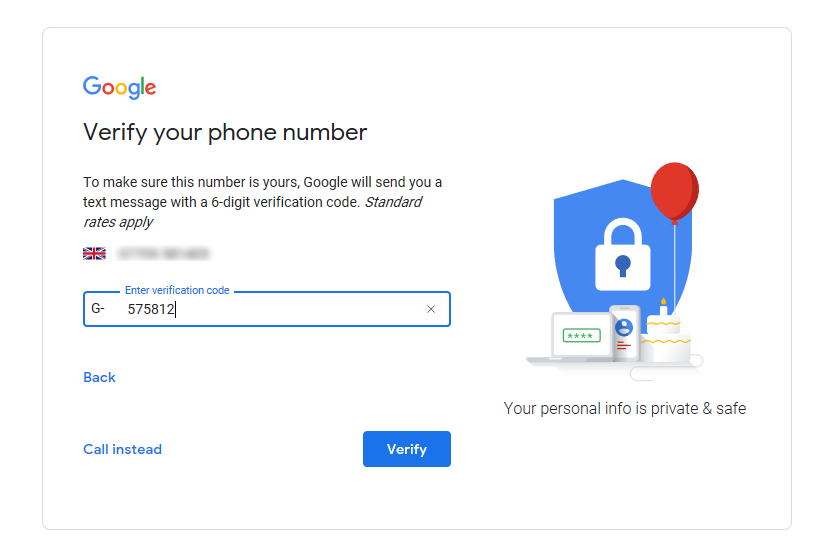 Google
Verify your phone number
To make sure this number is yours, Google will send you a
text message with a 6-digit verification code. Standard
rates apply
Enter verification code
G- 575812
Back
Call instead
Verify
****
Your personal info is private & safe